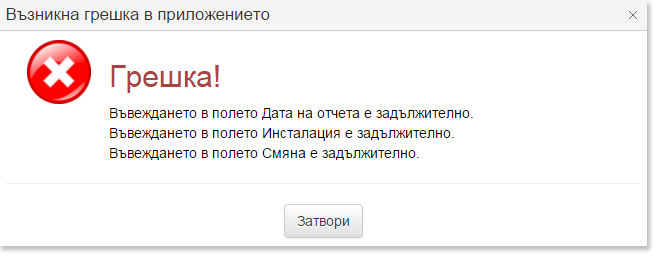 Възникна грешка в приложението
Грешка!
Въвеждането в полето Дата на отчета е задължително.
Въвеждането в полето Инсталация е задължително.
Въвеждането в полето Смяна е задължително.
Затвори